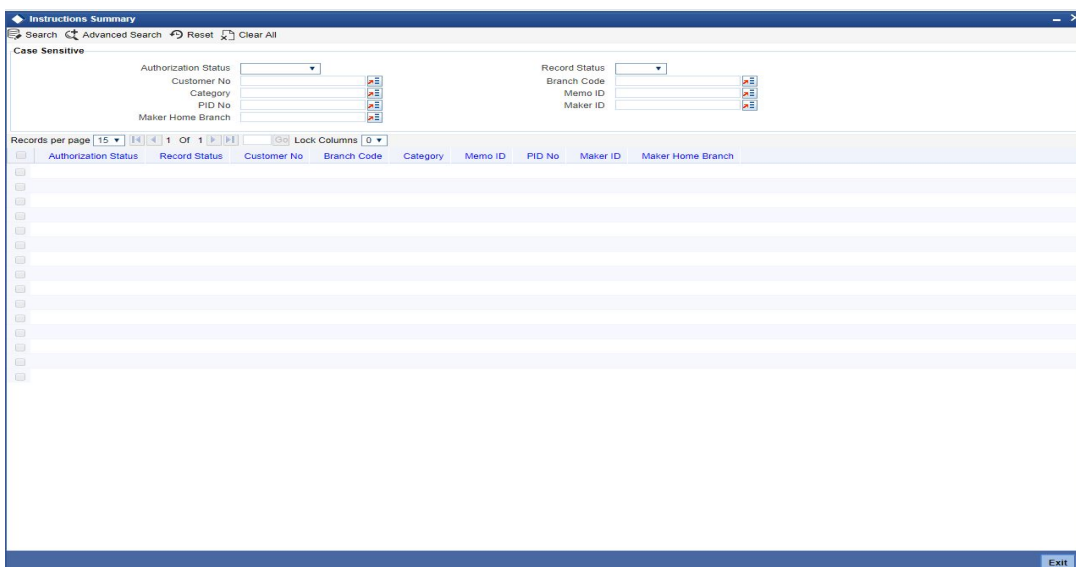 Instructions Summary
Search Advanced Search Reset Clear All
Case Sensitive
Authorization Status Record Status
Customer No Branch Code
Category Memo ID
PID No Maker ID
Maker Home Branch
Records per page 15 1 Of 1 Go Lock Columns 0
Authorization Status Record Status Customer No Branch Code Category Memo ID PID No Maker ID Maker Home Branch
Exit